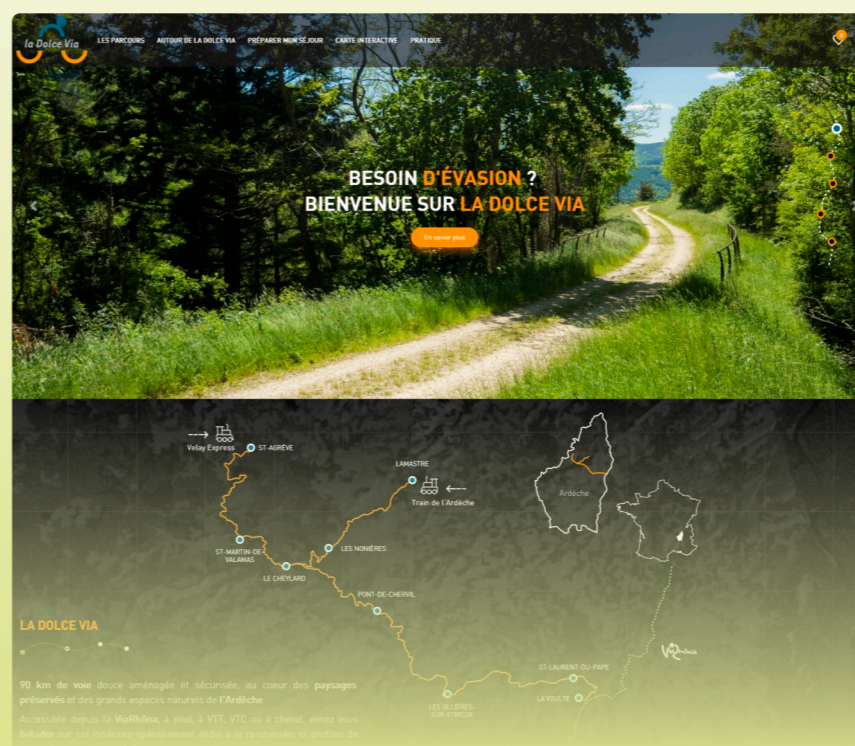 la Dolce Via
LES PARCOURS AUTOUR DE LA DOLCE VIA PRÉPARER MON SÉJOUR CARTE INTERACTIVE PRATIQUE
BESOIN D'ÉVASION ?
BIENVENUE SUR LA DOLCE VIA
En savoir plus
Velay Express
ST-AGRÈVE
LAMASTRE
Train de l'Ardèche
Ardèche
ST-MARTIN-DE-
VALAMAS
LES NONIÈRES
LE CHEYLARD
PONT-DE-CHERVIL
LA DOLCE VIA
ViaRhôna
ST-LAURENT-DU-PAPE
90 km de voie douce aménagée et sécurisée, au coeur des paysages
préservés et des grands espaces naturels de l'Ardèche
LA VOULTE
LES OLLIÈRES-
SUR-EYRIEUX
Accessible depuis la ViaRhôna, à pied, à VTT, VTC ou à cheval, venez vous
balader sur cet itinéraire spécialement dédié à la randonnée, et profitez de